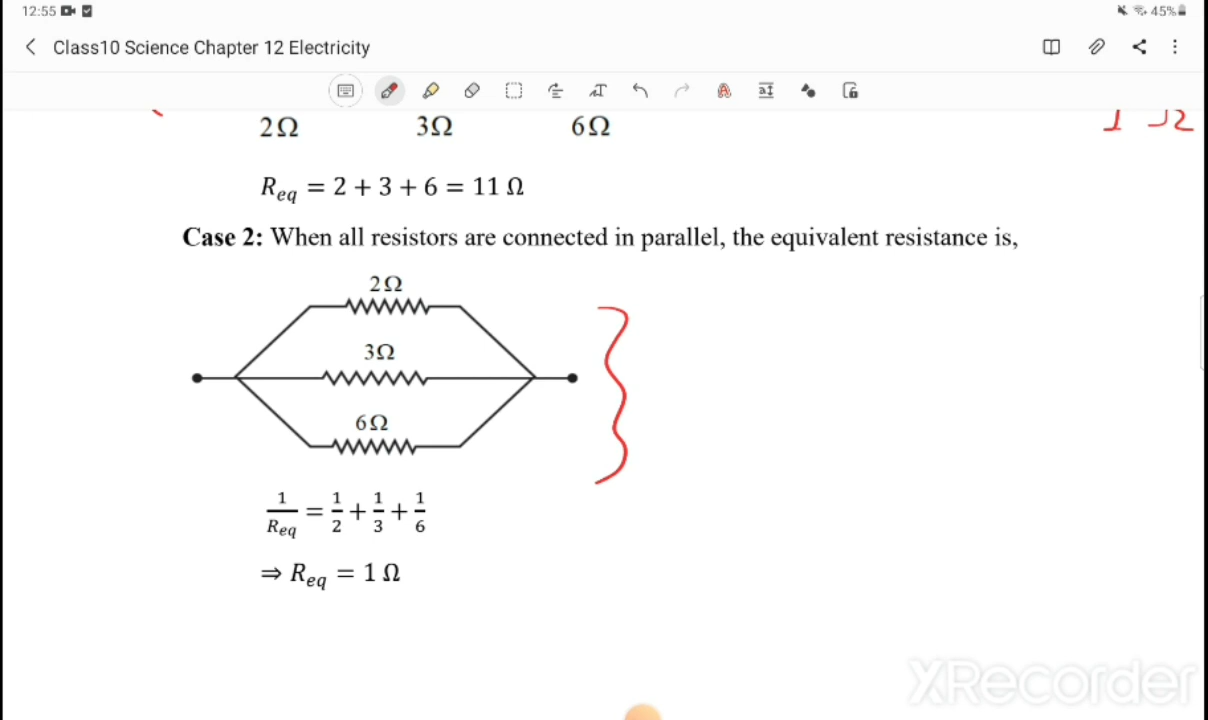 12:55 45%
Class10 Science Chapter 12 Electricity
2Ω 3Ω 6Ω 1 Ω
R_eq = 2 + 3 + 6 = 11 Ω
Case 2: When all resistors are connected in parallel, the equivalent resistance is,
2Ω
3Ω
6Ω
1/R_eq = 1/2 + 1/3 + 1/6
⇒ R_eq = 1 Ω
XRecorder